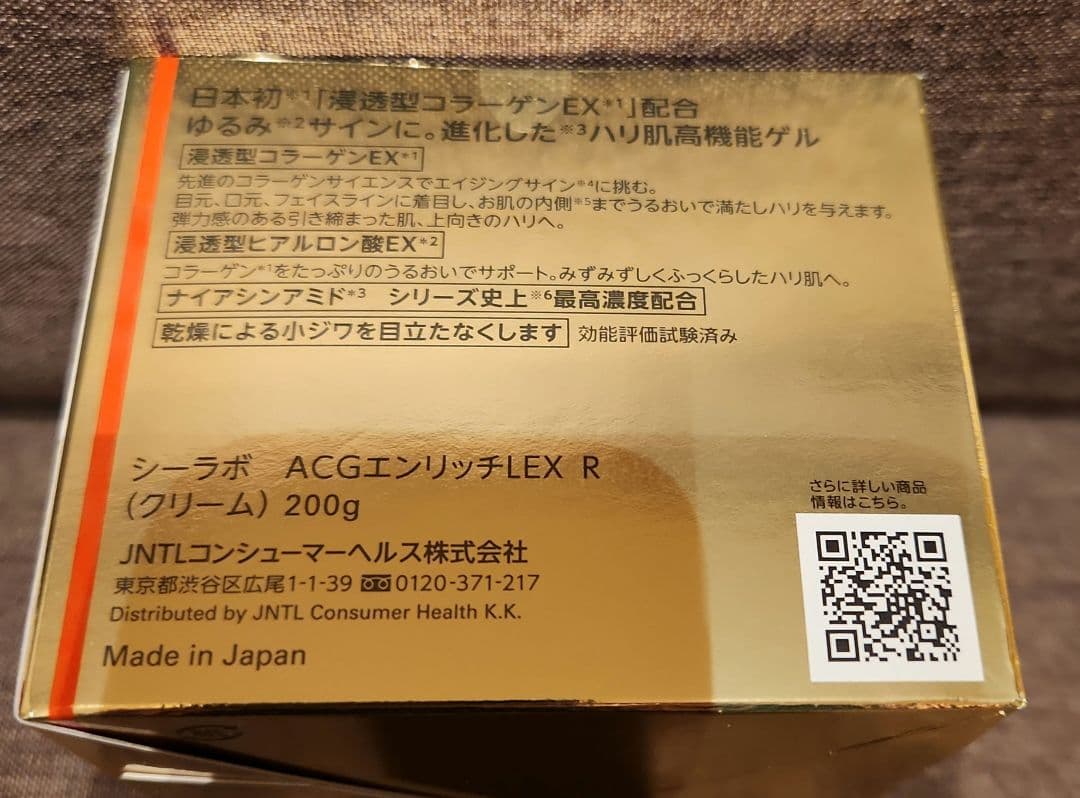 日本初※1「浸透型コラーゲンEX*1」配合
ゆるみ※2サインに。進化した※3ハリ肌高機能ゲル
浸透型コラーゲンEX*1
先進のコラーゲンサイエンスでエイジングサイン※4に挑む。
目元、口元、フェイスラインに着目し、お肌の内側※5までうるおいで満たしハリを与えます。
弾力感のある引き締まった肌、上向きのハリへ。
浸透型ヒアルロン酸EX*2
コラーゲン*1をたっぷりのうるおいでサポート。みずみずしくふっくらしたハリ肌へ。
ナイアシンアミド*3 シリーズ史上※6最高濃度配合
乾燥による小ジワを目立たなくします 効能評価試験済み
シーラボ ACGエンリッチLEX R
(クリーム) 200g
JNTLコンシューマーヘルス株式会社
東京都渋谷区広尾1-1-39 0120-371-217
Distributed by JNTL Consumer Health K.K.
Made in Japan
さらに詳しい商品
情報はこちら。